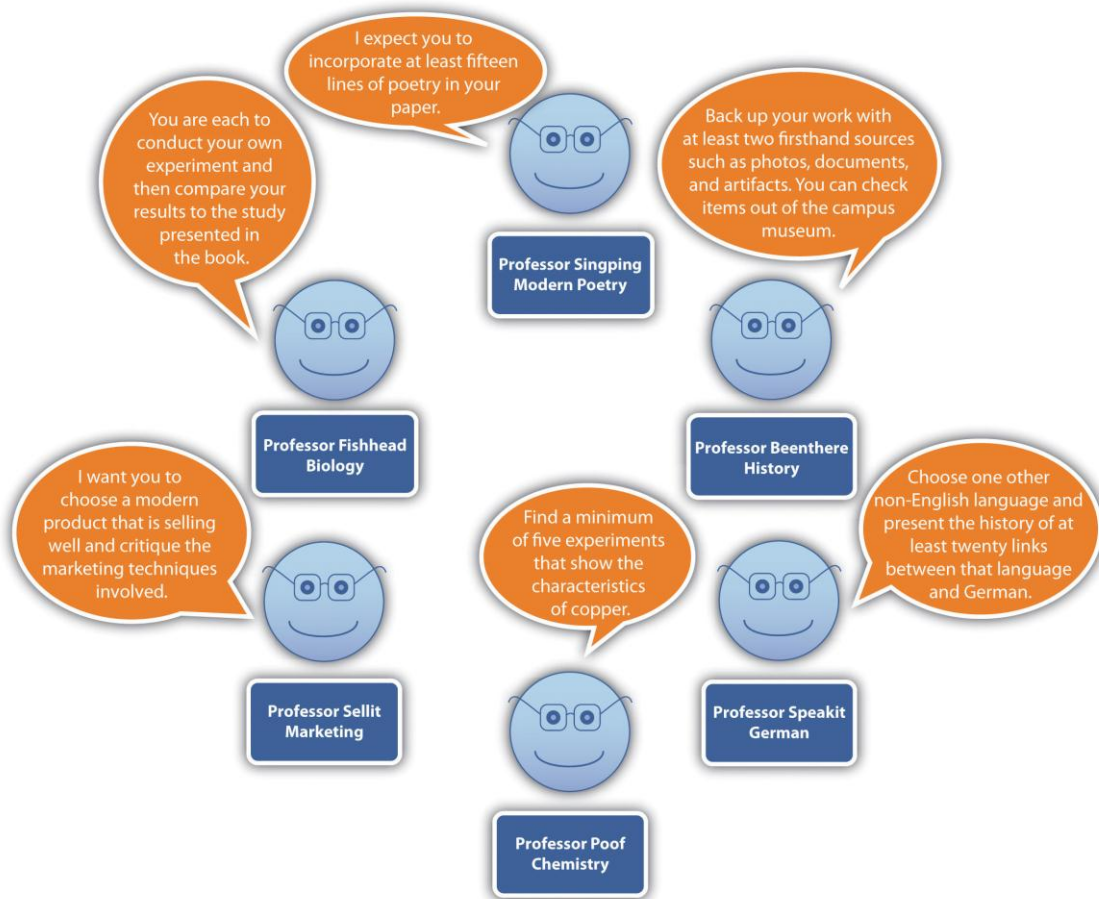 I expect you to
incorporate at least fifteen
lines of poetry in your
paper.
Professor Singping
Modern Poetry
You are each to
conduct your own
experiment and
then compare your
results to the study
presented in
the book.
Professor Fishhead
Biology
Back up your work with
at least two firsthand sources
such as photos, documents,
and artifacts. You can check
items out of the campus
museum.
Professor Beenthere
History
I want you to
choose a modern
product that is selling
well and critique the
marketing techniques
involved.
Professor Sellit
Marketing
Find a minimum
of five experiments
that show the
characteristics
of copper.
Professor Poof
Chemistry
Choose one other
non-English language and
present the history of at
least twenty links
between that language
and German.
Professor Speakit
German